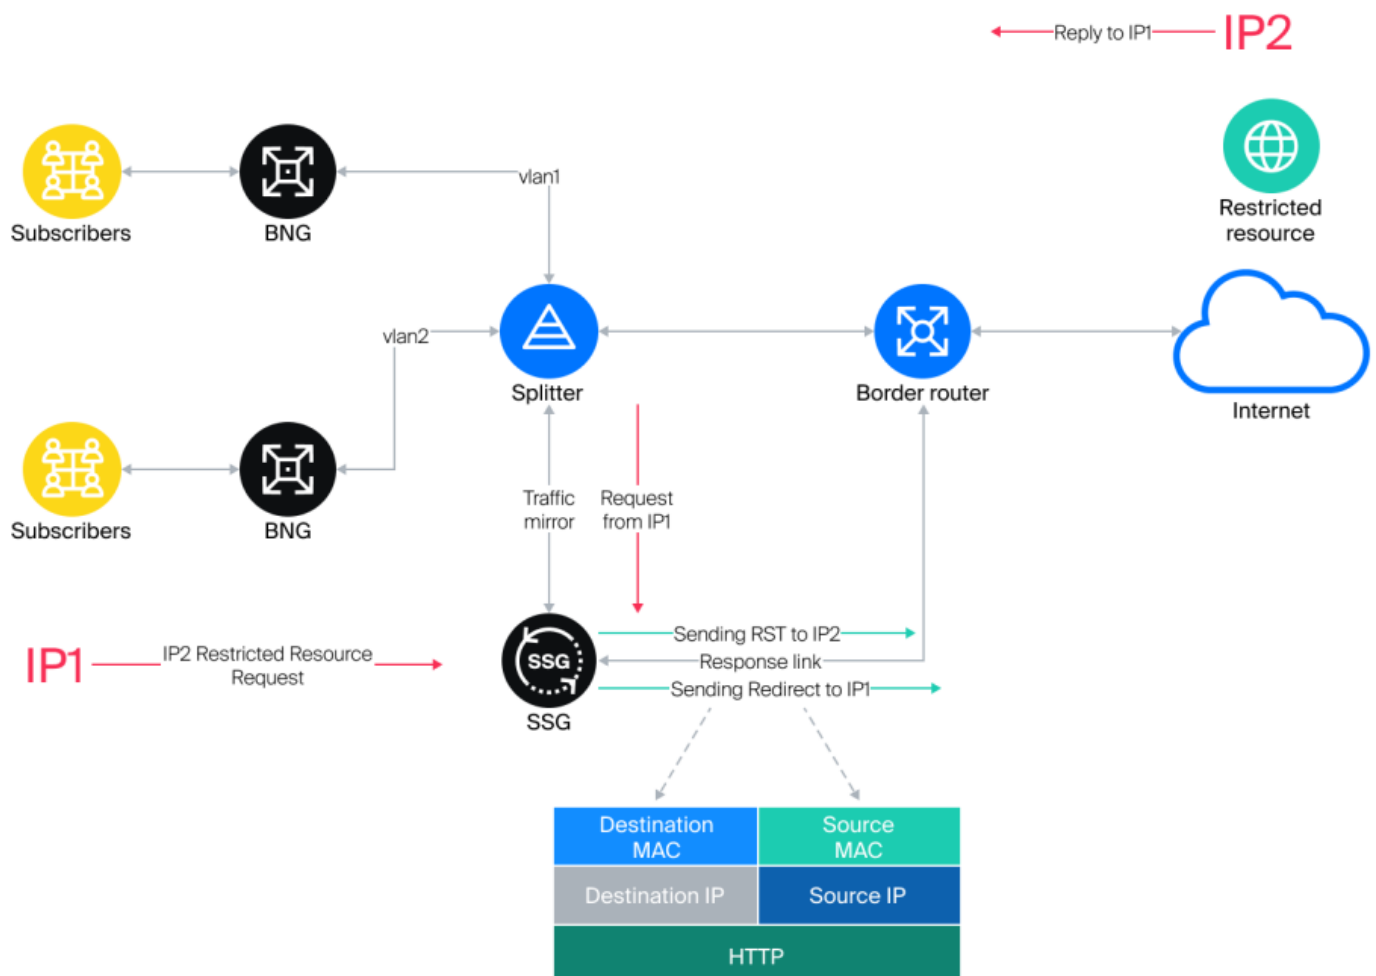 Reply to IP1
IP2
Restricted
resource
Internet
Subscribers
BNG
vlan1
vlan2
Splitter
Border router
Subscribers
BNG
Traffic
mirror
Request
from IP1
IP1
IP2 Restricted Resource
Request
SSG
SSG
Sending RST to IP2
Response link
Sending Redirect to IP1
Destination
MAC
Source
MAC
Destination IP
Source IP
HTTP